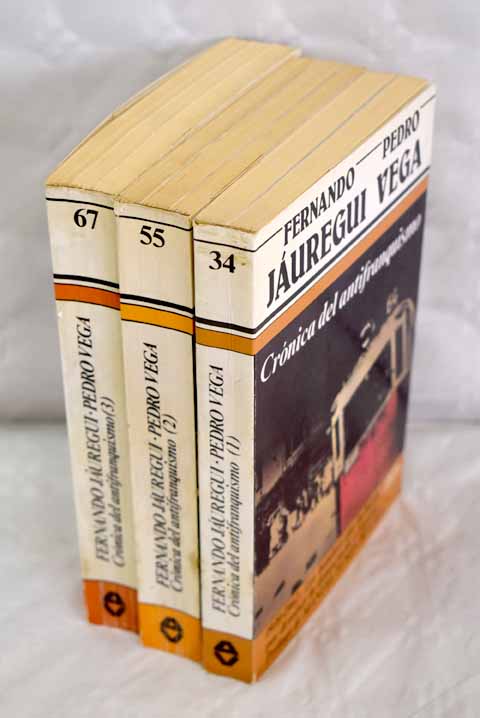 67
FERNANDO JÁUREGUI · PEDRO VEGA
Crónica del antifranquismo (3)
55
FERNANDO JÁUREGUI · PEDRO VEGA
Crónica del antifranquismo (2)
34
FERNANDO JÁUREGUI · PEDRO VEGA
Crónica del antifranquismo (1)
FERNANDO PEDRO
JÁUREGUI VEGA
Crónica del antifranquismo